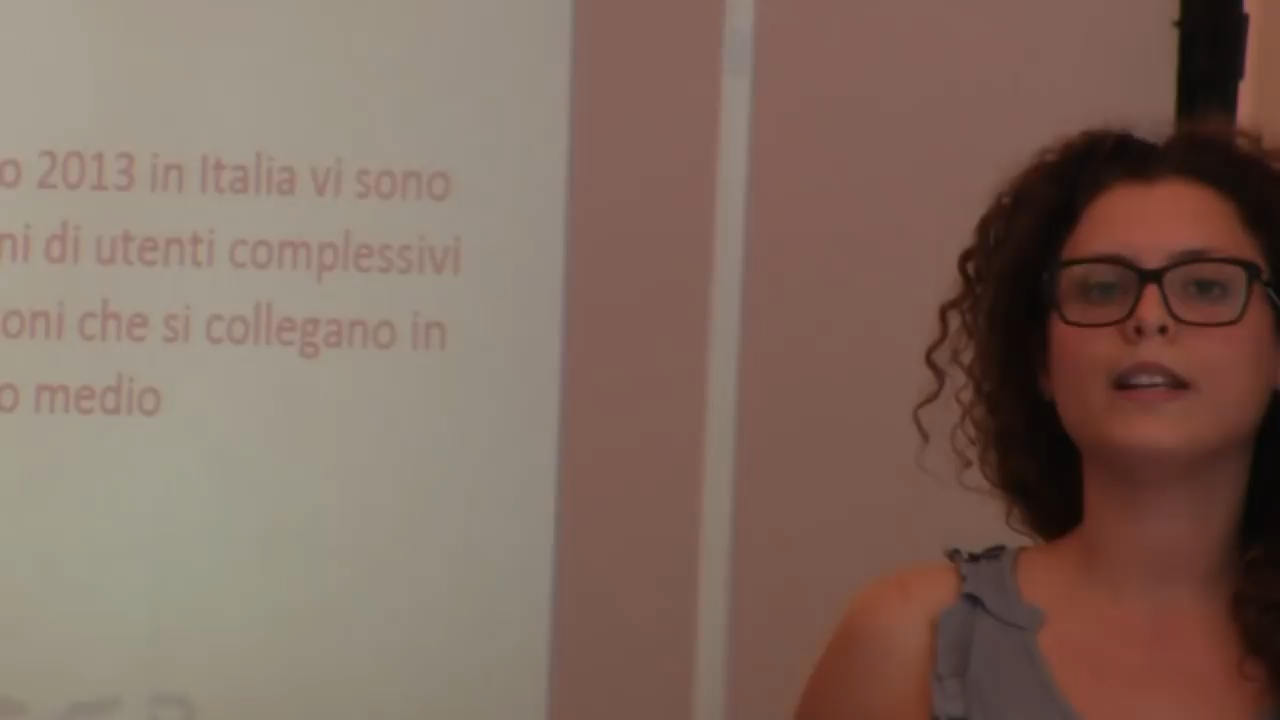 o 2013 in Italia vi sono
ni di utenti complessivi
oni che si collegano in
o medio